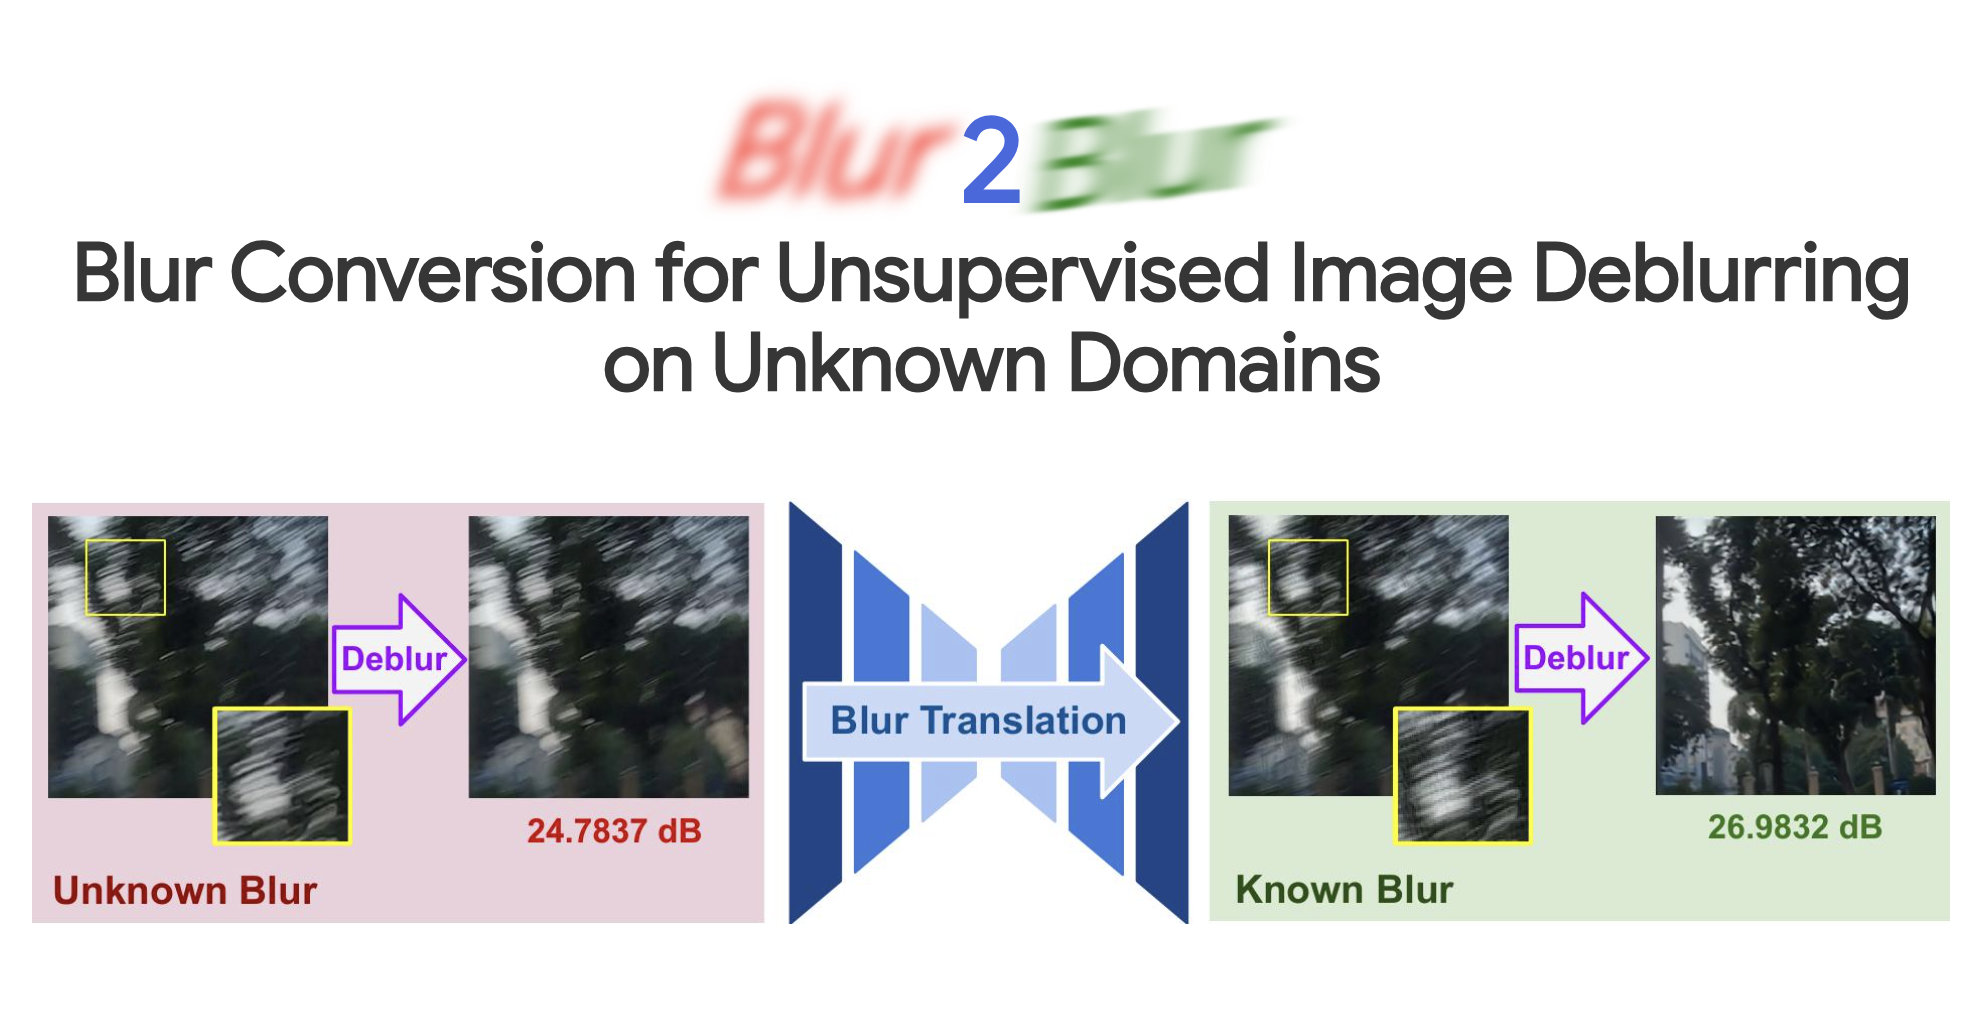 Blur2Blur
Blur Conversion for Unsupervised Image Deblurring
on Unknown Domains
Deblur
24.7837 dB
Unknown Blur
Blur Translation
Deblur
26.9832 dB
Known Blur